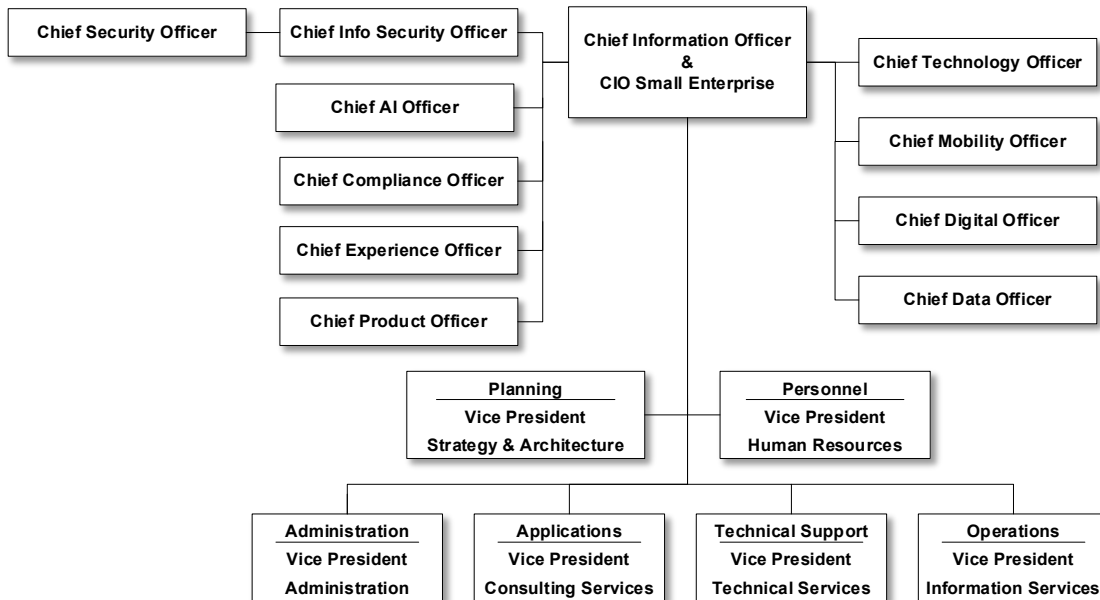 Chief Security Officer
Chief Info Security Officer
Chief Information Officer
&
CIO Small Enterprise
Chief Technology Officer
Chief AI Officer
Chief Mobility Officer
Chief Compliance Officer
Chief Digital Officer
Chief Experience Officer
Chief Data Officer
Chief Product Officer
Planning
Vice President
Strategy & Architecture
Personnel
Vice President
Human Resources
Administration
Vice President
Administration
Applications
Vice President
Consulting Services
Technical Support
Vice President
Technical Services
Operations
Vice President
Information Services